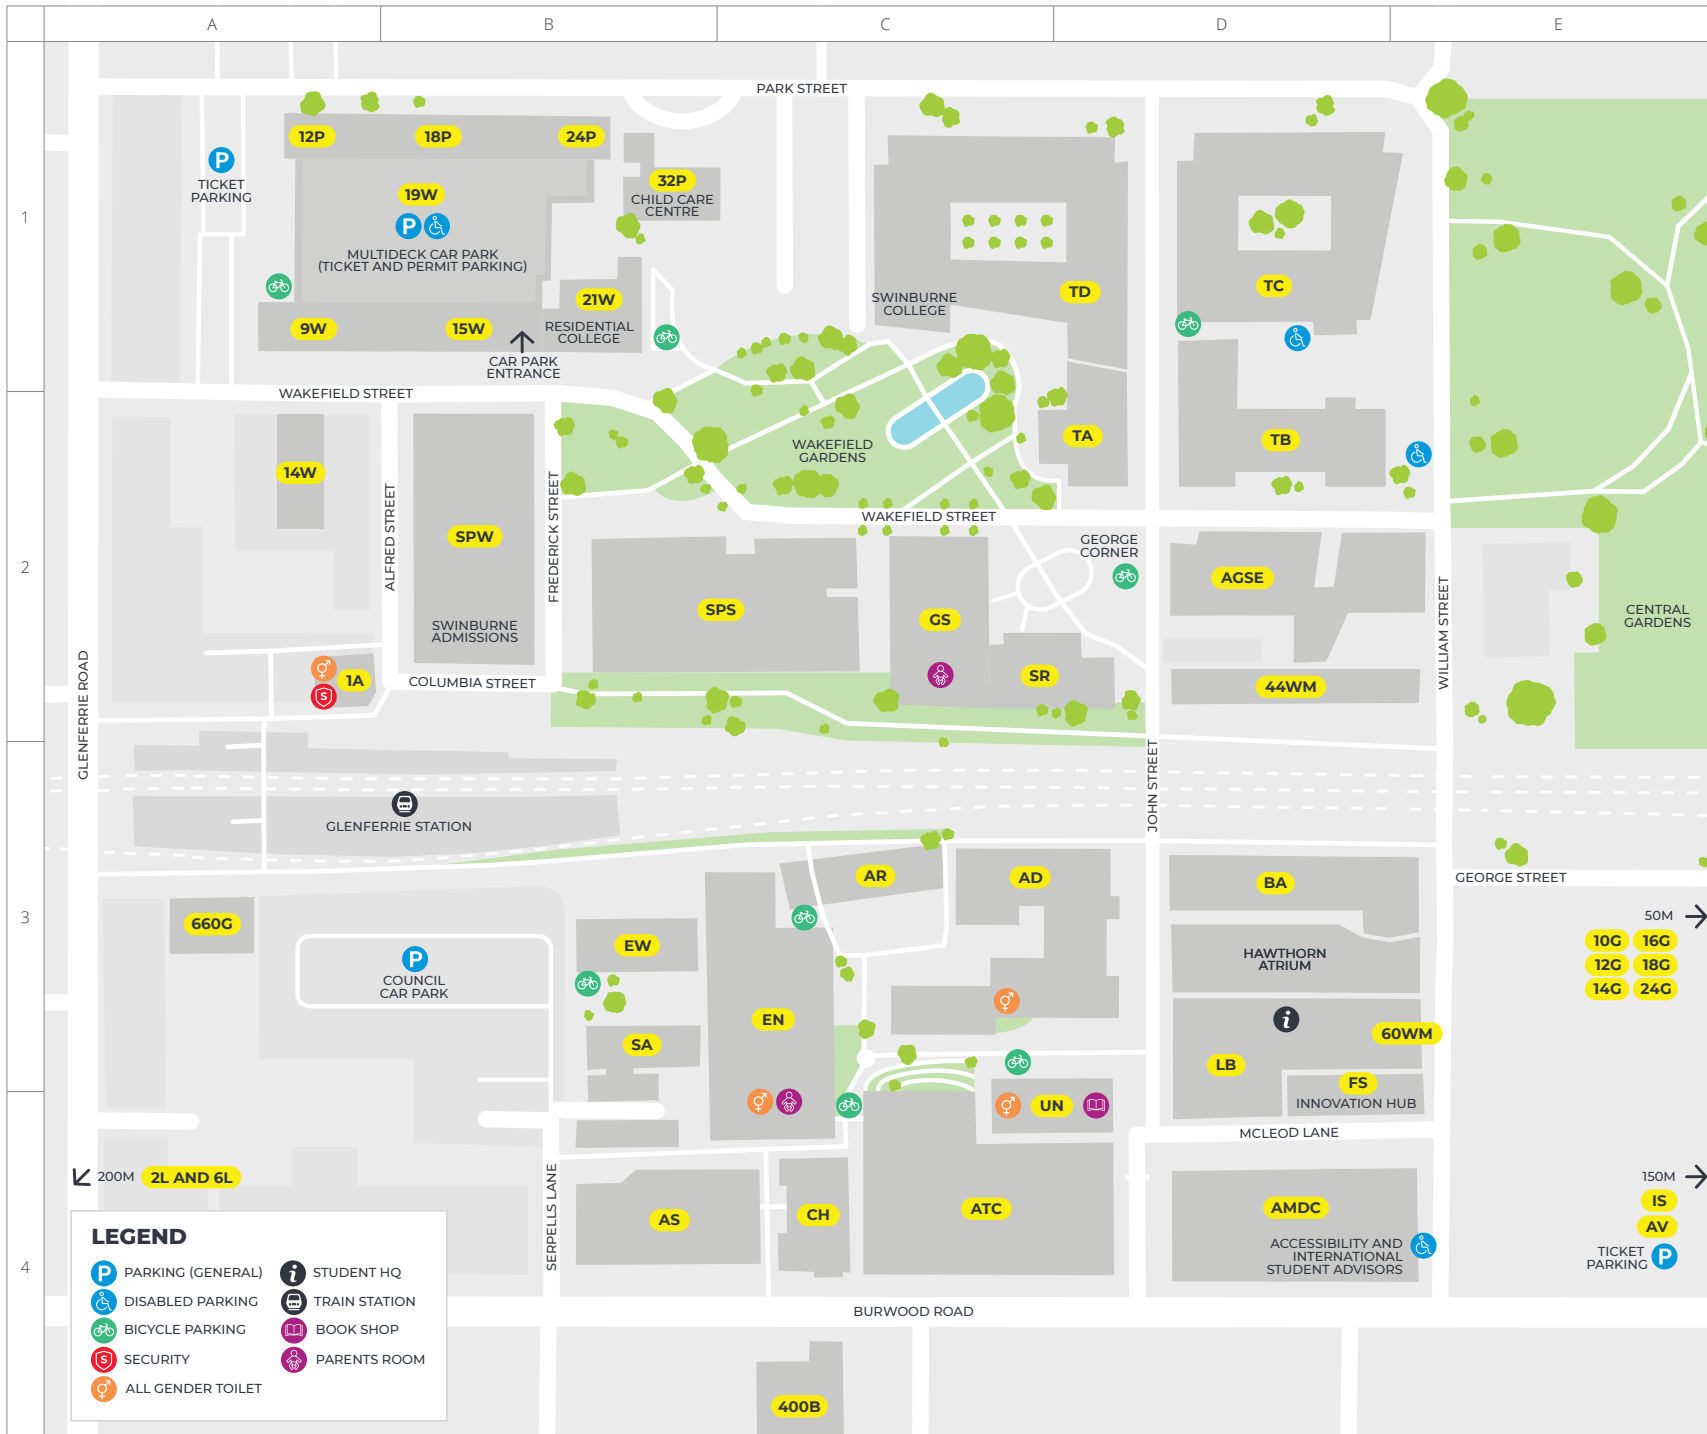 A
B
C
D
E
1
2
3
4
PARK STREET
12P
18P
24P
TICKET
PARKING
19W
MULTIDECK CAR PARK
(TICKET AND PERMIT PARKING)
32P
CHILD CARE
CENTRE
9W
15W
21W
RESIDENTIAL
COLLEGE
CAR PARK
ENTRANCE
SWINBURNE
COLLEGE
TD
TC
WAKEFIELD STREET
14W
ALFRED STREET
SPW
SWINBURNE
ADMISSIONS
FREDERICK STREET
WAKEFIELD
GARDENS
TA
TB
WAKEFIELD STREET
GEORGE
CORNER
SPS
GS
SR
AGSE
44WM
WILLIAM STREET
CENTRAL
GARDENS
1A
COLUMBIA STREET
GLENFERRIE ROAD
JOHN STREET
GLENFERRIE STATION
660G
COUNCIL
CAR PARK
EW
SA
EN
AR
AD
BA
HAWTHORN
ATRIUM
LB
60WM
FS
INNOVATION HUB
UN
GEORGE STREET
50M
10G
16G
12G
18G
14G
24G
MCLEOD LANE
200M
2L AND 6L
SERPELLS LANE
AS
CH
ATC
AMDC
ACCESSIBILITY AND
INTERNATIONAL
STUDENT ADVISORS
150M
IS
AV
TICKET
PARKING
BURWOOD ROAD
400B
LEGEND
PARKING (GENERAL)
DISABLED PARKING
BICYCLE PARKING
SECURITY
ALL GENDER TOILET
STUDENT HQ
TRAIN STATION
BOOK SHOP
PARENTS ROOM